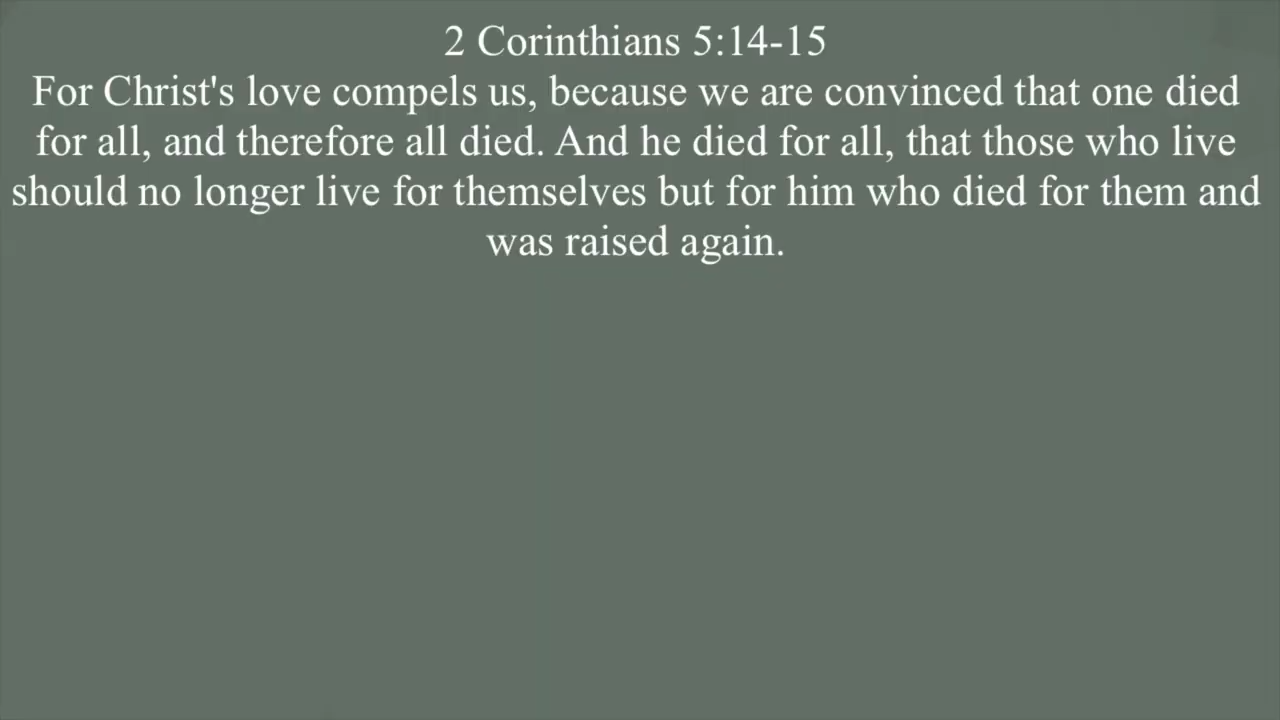 2 Corinthians 5:14-15
For Christ's love compels us, because we are convinced that one died
for all, and therefore all died. And he died for all, that those who live
should no longer live for themselves but for him who died for them and
was raised again.